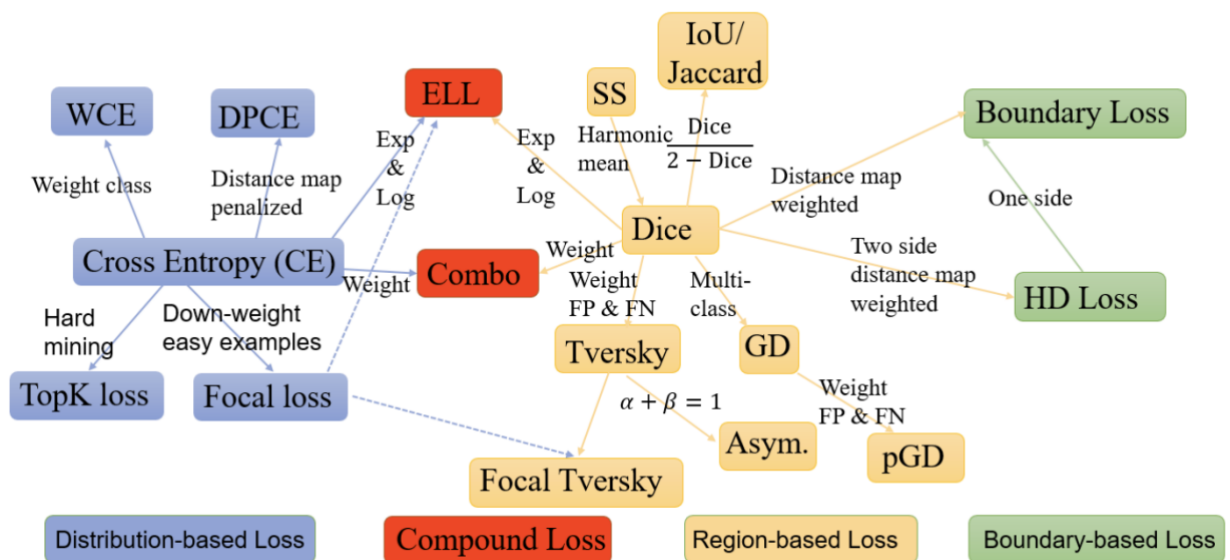 IoU/
Jaccard
WCE
DPCE
ELL
SS
Boundary Loss
Weight class
Distance map
penalized
Exp
&
Log
Exp
&
Log
Harmonic
mean
Dice
2 − Dice
Distance map
weighted
One side
Dice
Cross Entropy (CE)
Weight
Combo
Weight
Two side
distance map
weighted
HD Loss
Hard
mining
Down-weight
easy examples
Weight
FP & FN
Multi-
class
Tversky
GD
TopK loss
Focal loss
α + β = 1
Weight
FP & FN
Asym.
pGD
Focal Tversky
Distribution-based Loss
Compound Loss
Region-based Loss
Boundary-based Loss